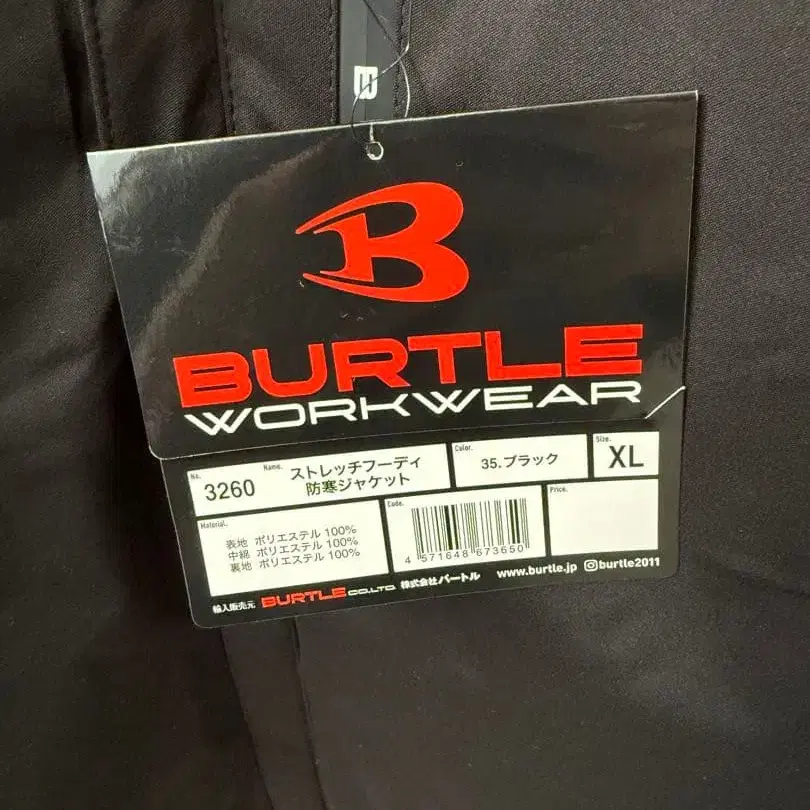 B
BURTLE
WORKWEAR
No. 3260
Name. ストレッチフーディ
防寒ジャケット
Color. 35.ブラック
Size. XL
Material.
表地 ポリエステル 100%
中綿 ポリエステル 100%
裏地 ポリエステル 100%
Code.
4 571648 673650
Price.
輸入販売元 BURTLE CO.LTD. 株式会社バートル www.burtle.jp burtle2011